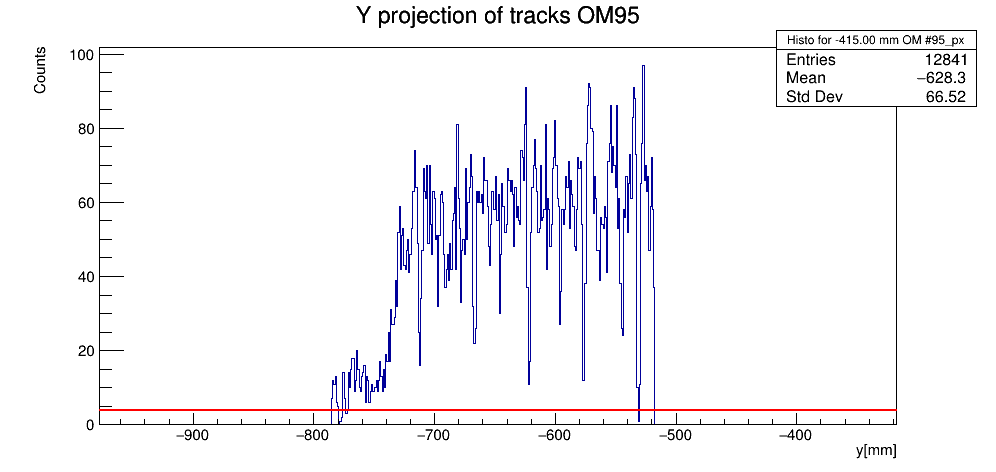 Y projection of tracks OM95
Histo for -415.00 mm OM #95_px
Entries 12841
Mean −628.3
Std Dev 66.52
Counts
100
80
60
40
20
0
−900 −800 −700 −600 −500 −400
y[mm]